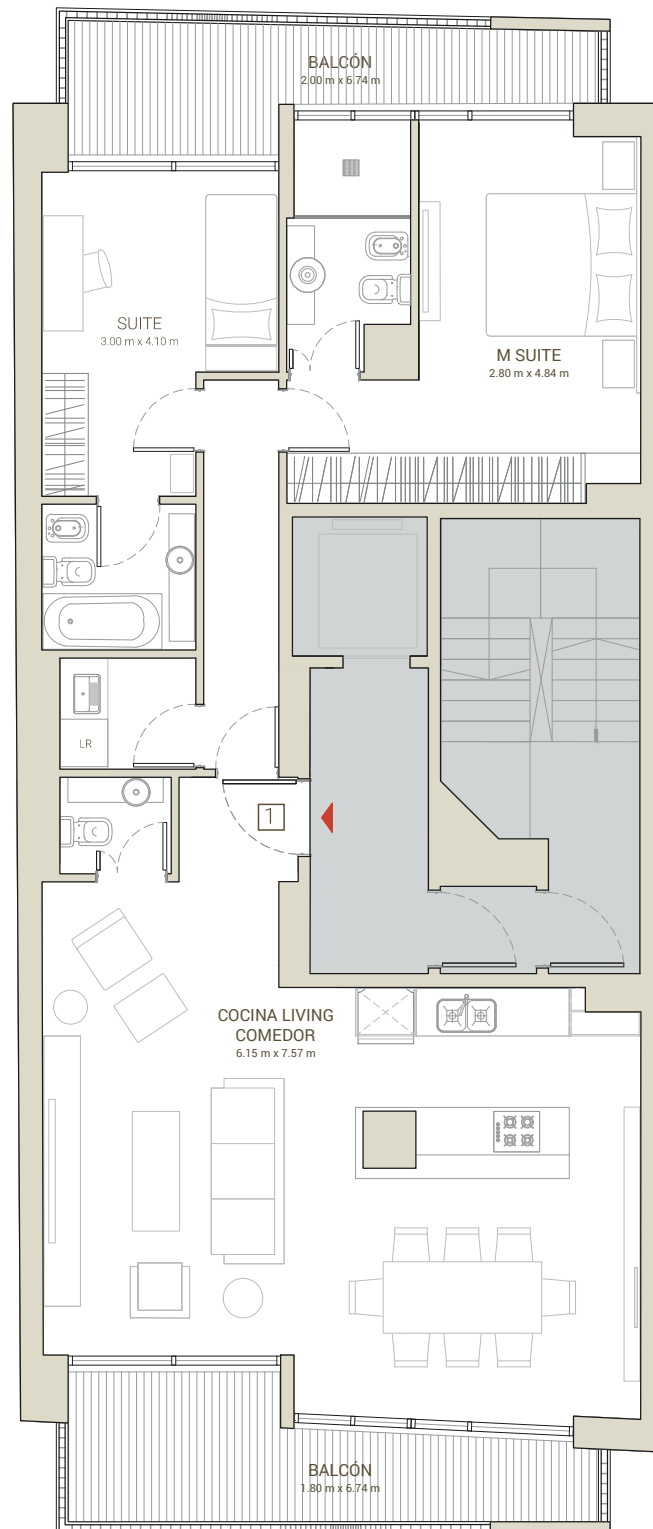 BALCÓN
2.00 m x 6.74 m
SUITE
3.00 m x 4.10 m
M SUITE
2.80 m x 4.84 m
LR
1
COCINA LIVING
COMEDOR
6.15 m x 7.57 m
BALCÓN
1.80 m x 6.74 m